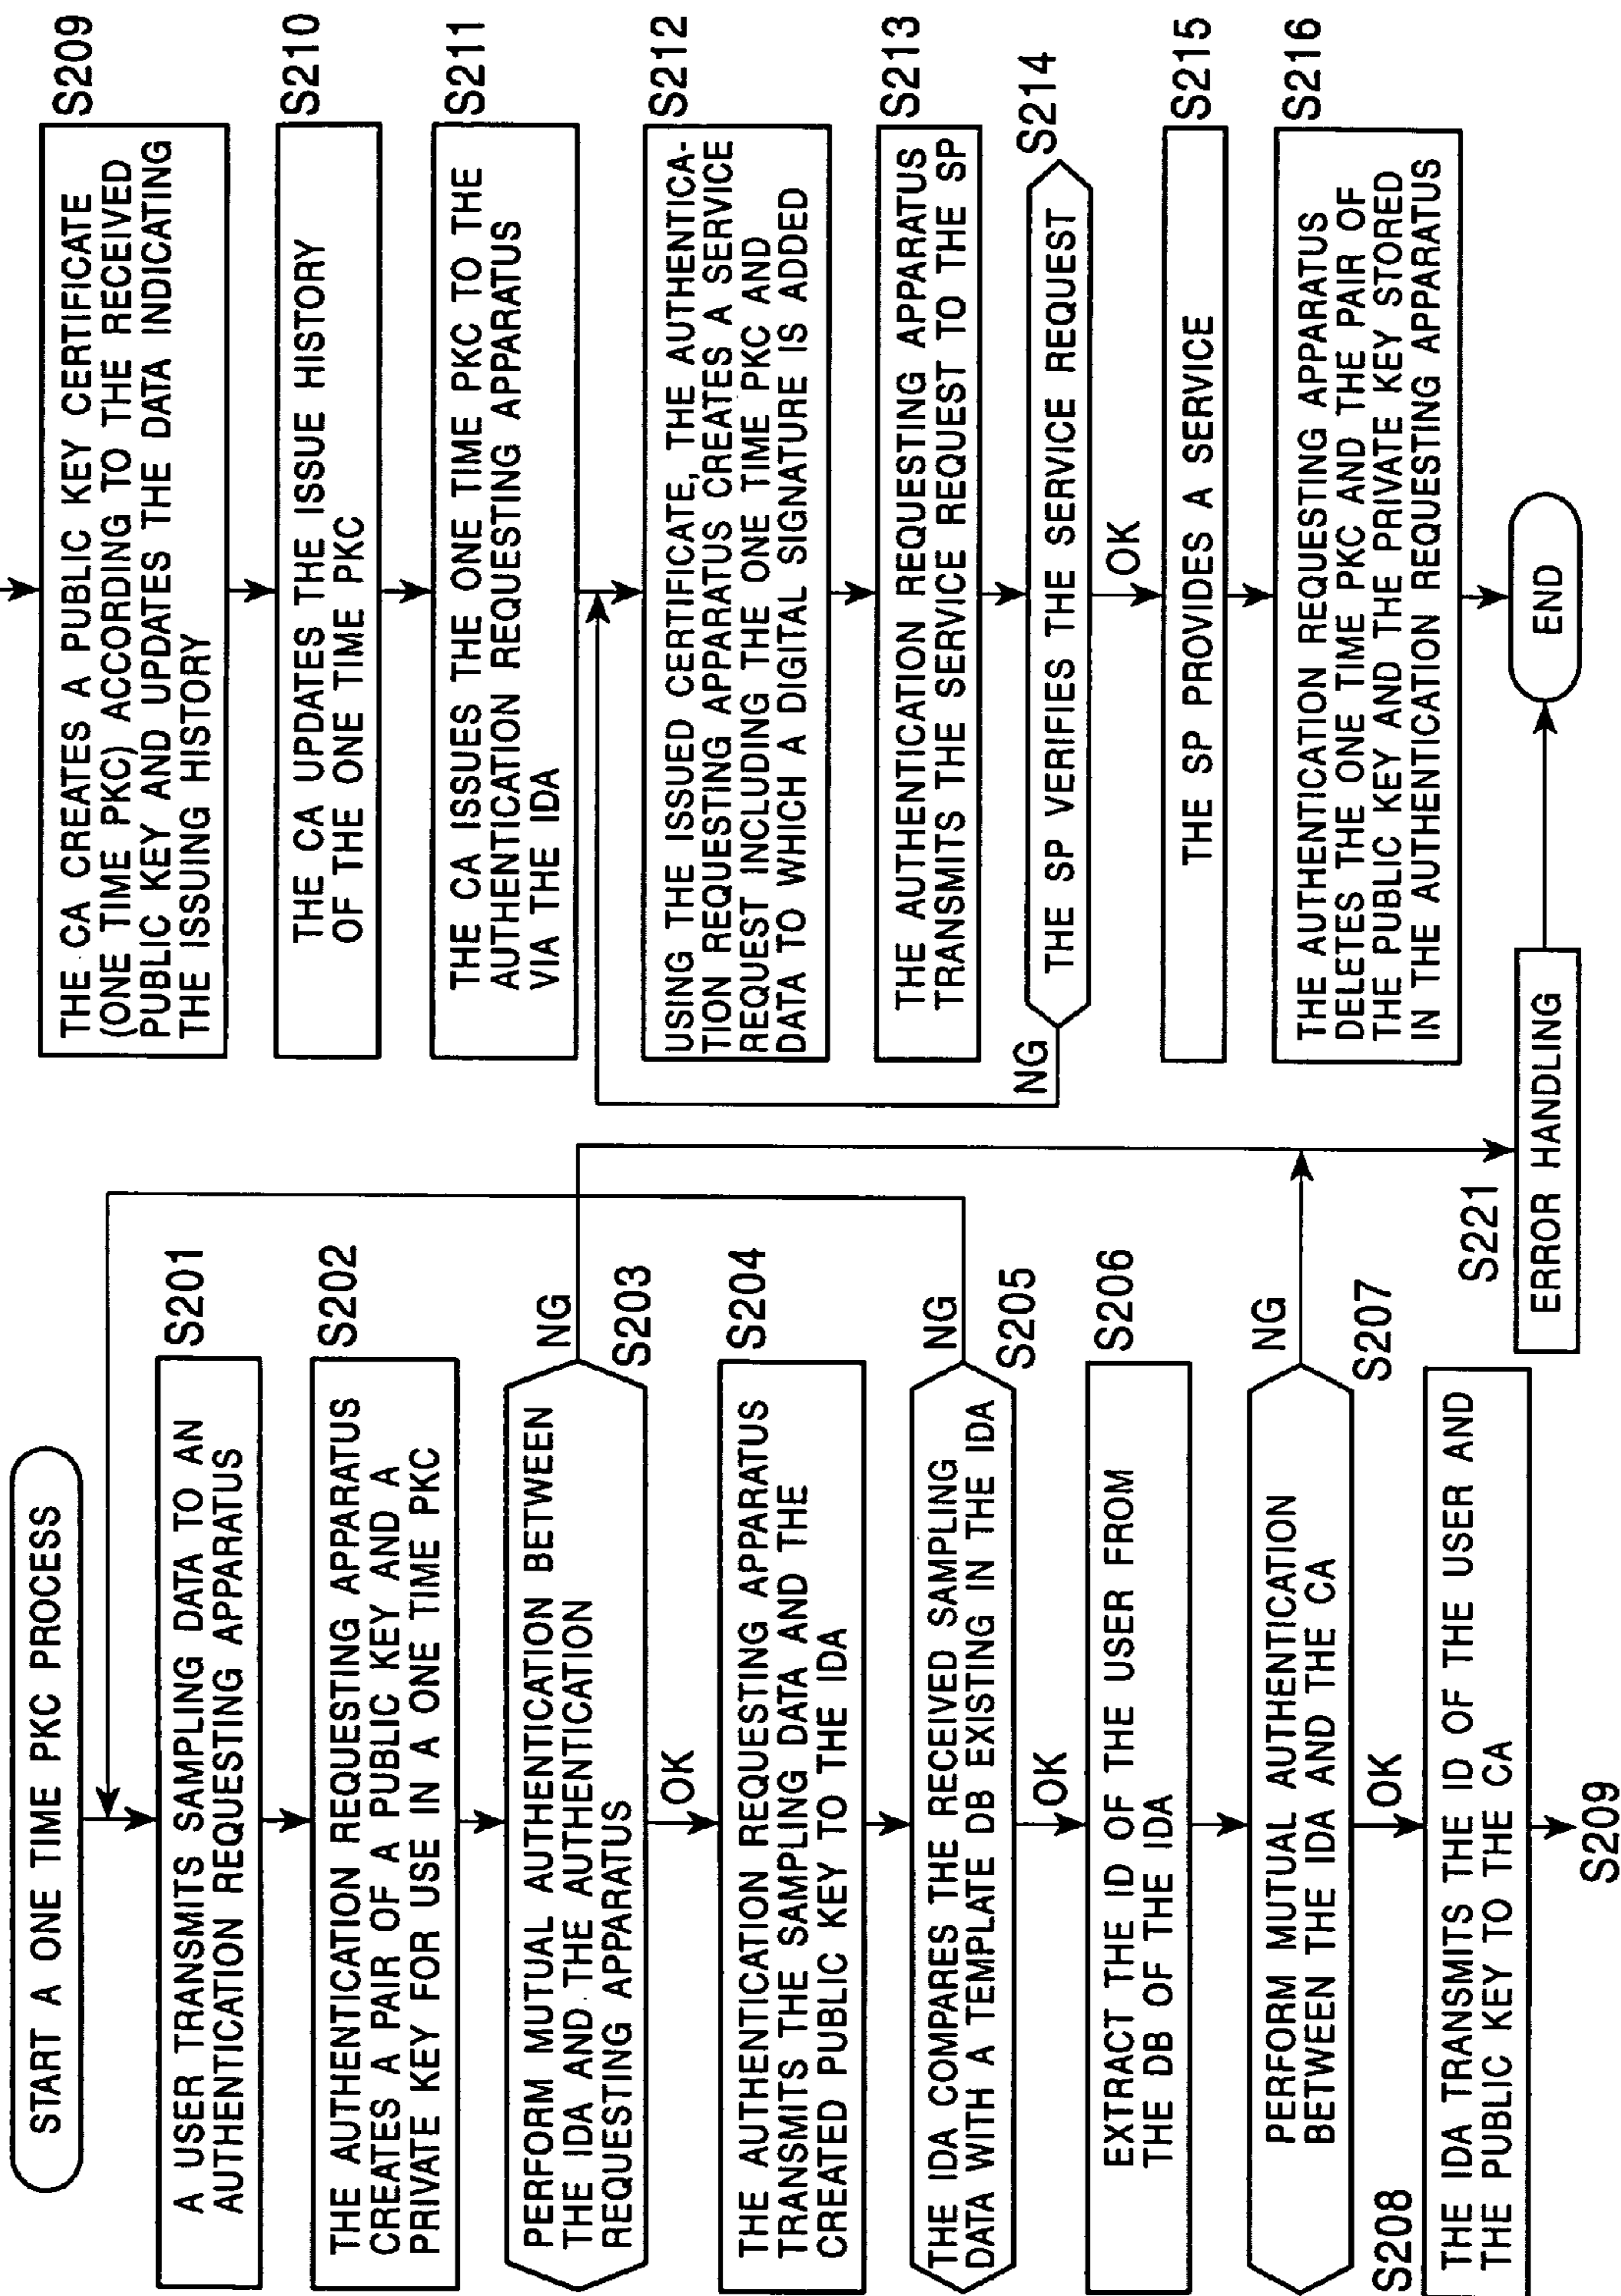 START A ONE TIME PKC PROCESS
A USER TRANSMITS SAMPLING DATA TO AN
AUTHENTICATION REQUESTING APPARATUS
S201
THE AUTHENTICATION REQUESTING APPARATUS
CREATES A PAIR OF A PUBLIC KEY AND A
PRIVATE KEY FOR USE IN A ONE TIME PKC
S202
PERFORM MUTUAL AUTHENTICATION BETWEEN
THE IDA AND THE AUTHENTICATION
REQUESTING APPARATUS
NG
S203
OK
THE AUTHENTICATION REQUESTING APPARATUS
TRANSMITS THE SAMPLING DATA AND THE
CREATED PUBLIC KEY TO THE IDA
S204
THE IDA COMPARES THE RECEIVED SAMPLING
DATA WITH A TEMPLATE DB EXISTING IN THE IDA
NG
S205
OK
EXTRACT THE ID OF THE USER FROM
THE DB OF THE IDA
S206
PERFORM MUTUAL AUTHENTICATION
BETWEEN THE IDA AND THE CA
NG
S207
OK
S208
THE IDA TRANSMITS THE ID OF THE USER AND
THE PUBLIC KEY TO THE CA
S209
THE CA CREATES A PUBLIC KEY CERTIFICATE
(ONE TIME PKC) ACCORDING TO THE RECEIVED
PUBLIC KEY AND UPDATES THE DATA INDICATING
THE ISSUING HISTORY
S209
THE CA UPDATES THE ISSUE HISTORY
OF THE ONE TIME PKC
S210
THE CA ISSUES THE ONE TIME PKC TO THE
AUTHENTICATION REQUESTING APPARATUS
VIA THE IDA
S211
USING THE ISSUED CERTIFICATE, THE AUTHENTICA-
TION REQUESTING APPARATUS CREATES A SERVICE
REQUEST INCLUDING THE ONE TIME PKC AND
DATA TO WHICH A DIGITAL SIGNATURE IS ADDED
S212
THE AUTHENTICATION REQUESTING APPARATUS
TRANSMITS THE SERVICE REQUEST TO THE SP
S213
NG
THE SP VERIFIES THE SERVICE REQUEST
S214
OK
THE SP PROVIDES A SERVICE
S215
THE AUTHENTICATION REQUESTING APPARATUS
DELETES THE ONE TIME PKC AND THE PAIR OF
THE PUBLIC KEY AND THE PRIVATE KEY STORED
IN THE AUTHENTICATION REQUESTING APPARATUS
S216
S221
ERROR HANDLING
END